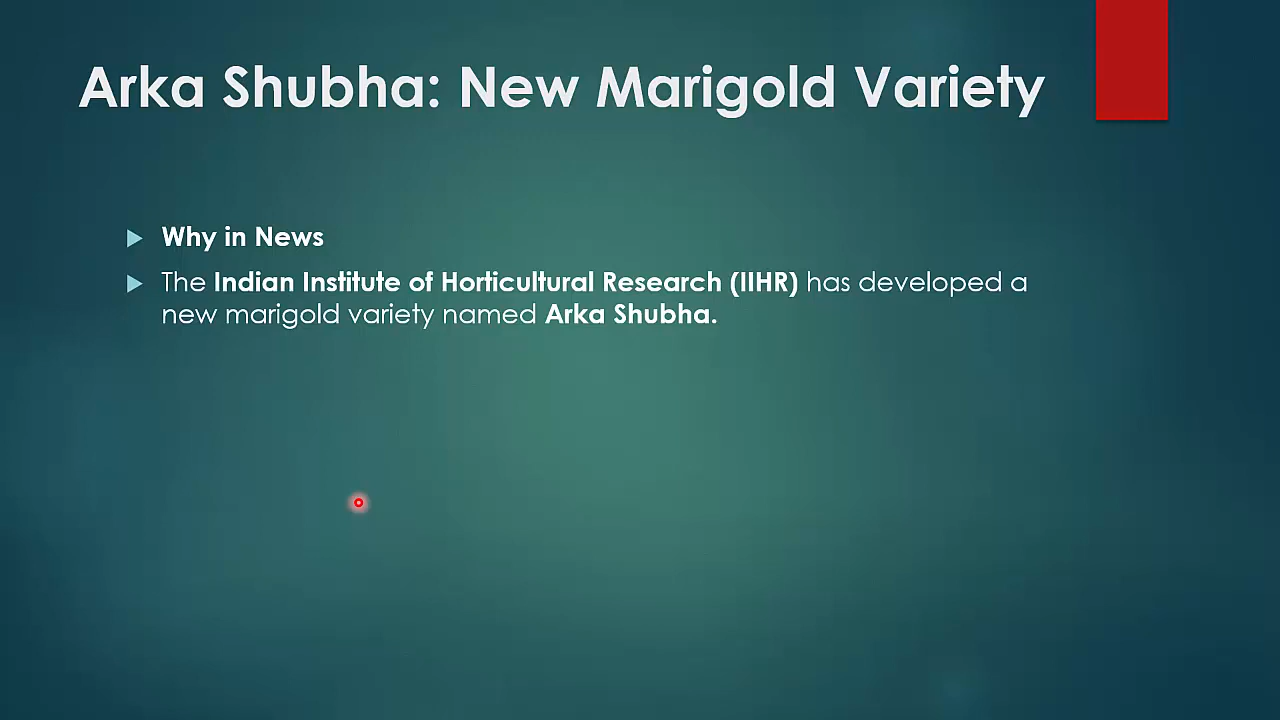 Arka Shubha: New Marigold Variety
Why in News
The Indian Institute of Horticultural Research (IIHR) has developed a
new marigold variety named Arka Shubha.